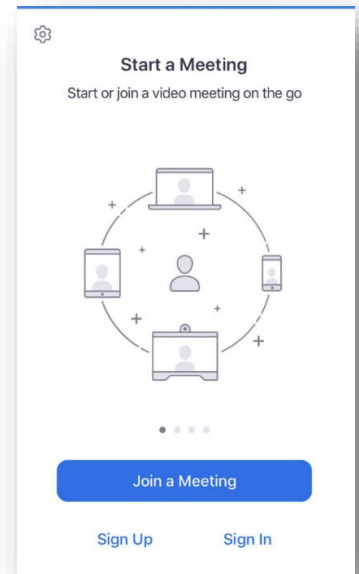 Start a Meeting
Start or join a video meeting on the go
Join a Meeting
Sign Up Sign In